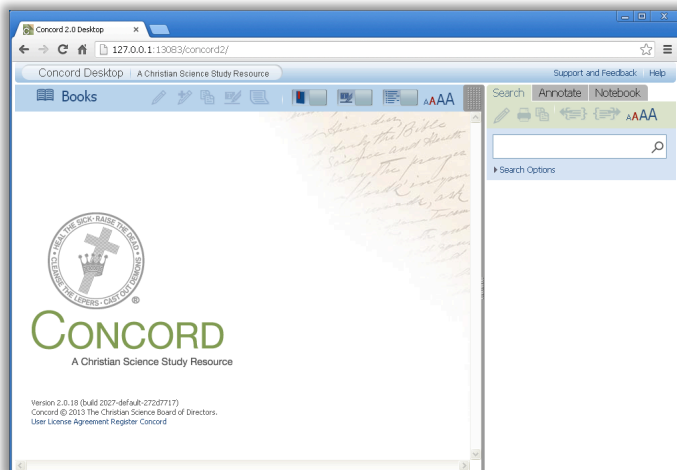 Concord 2.0 Desktop
127.0.0.1:13083/concord2/
Concord Desktop | A Christian Science Study Resource
Support and Feedback | Help
Books
AAAA
Search
Annotate
Notebook
AAAA
Search Options
HEAL THE SICK • RAISE THE DEAD • CLEANSE THE LEPERS • CAST OUT DEMONS
®
CONCORD
A Christian Science Study Resource
Version 2.0.18 (build 2027-default-272d7717)
Concord © 2013 The Christian Science Board of Directors.
User License Agreement Register Concord